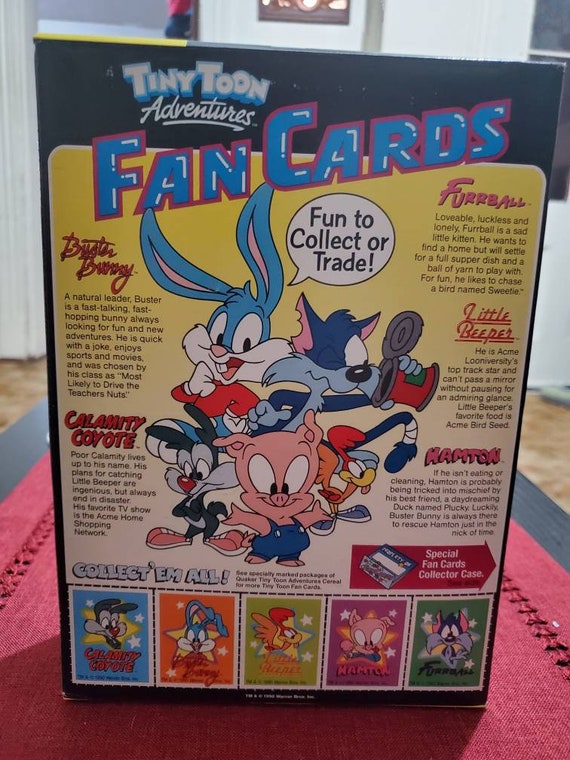 TINY TOON
Adventures™
FAN CARDS
Fun to
Collect or
Trade!
Buster
Bunny
A natural leader, Buster
is a fast-talking, fast-
hopping bunny always
looking for fun and new
adventures. He is quick
with a joke, enjoys
sports and movies,
and was chosen by
his class as "Most
Likely to Drive the
Teachers Nuts."
CALAMITY
COYOTE
Poor Calamity lives
up to his name. His
plans for catching
Little Beeper are
ingenious, but always
end in disaster.
His favorite TV show
is the Acme Home
Shopping
Network.
FURRBALL
Loveable, luckless and
lonely, Furrball is a sad
little kitten. He wants to
find a home but will settle
for a full supper dish and a
ball of yarn to play with.
For fun, he likes to chase
a bird named Sweetie."
Little
Beeper
He is Acme
Looniversity's
top track star and
can't pass a mirror
without pausing for
an admiring glance.
Little Beeper's
favorite food is
Acme Bird Seed.
HAMTON
If he isn't eating or
cleaning, Hamton is probably
being tricked into mischief by
his best friend, a daydreaming
Duck named Plucky. Luckily,
Buster Bunny is always there
to rescue Hamton just in the
nick of time.
COLLECT 'EM ALL!
See specially marked packages of
Quaker Tiny Toon Adventures Cereal
for more Tiny Toon Fan Cards.
Special
Fan Cards
Collector Case.
CALAMITY
COYOTE
Buster
Bunny
Little
Beeper
HAMTON
FURRBALL
TM & © 1990 Warner Bros. Inc.